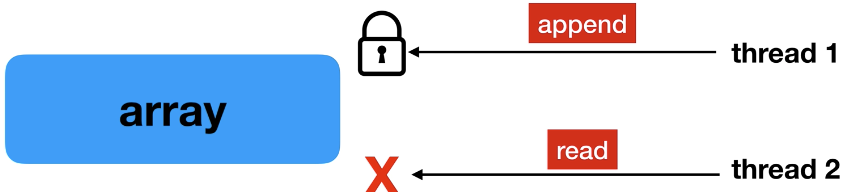 append
thread 1
array
read
X
thread 2